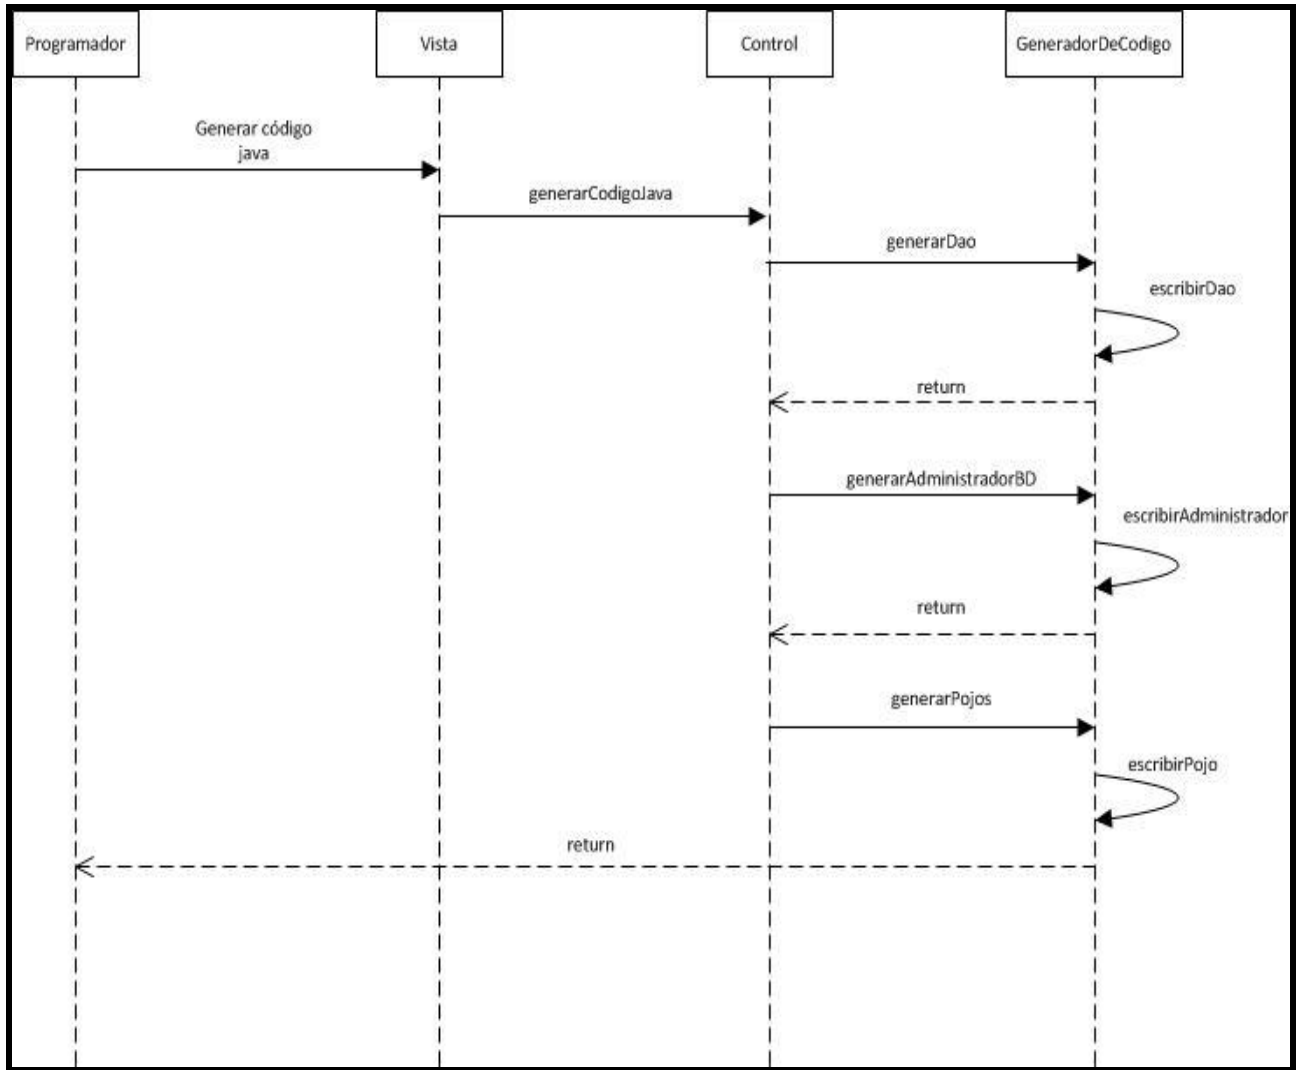 Programador
Vista
Control
GeneradorDeCodigo
Generar código
java
generarCodigoJava
generarDao
escribirDao
return
generarAdministradorBD
escribirAdministrador
return
generarPojos
escribirPojo
return